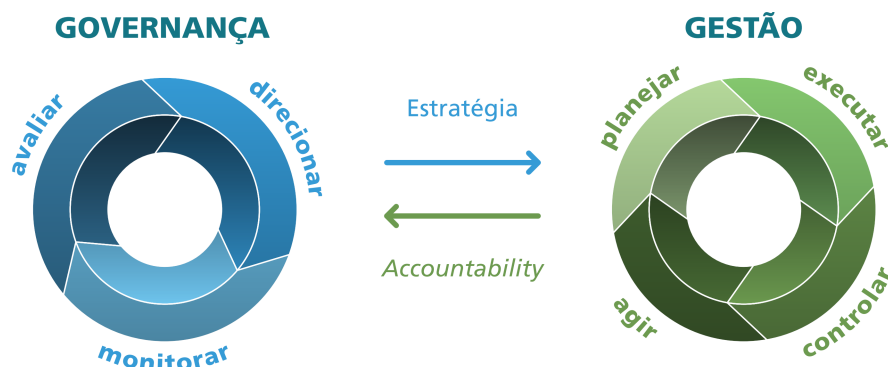 GOVERNANÇA
avaliar
direcionar
monitorar
Estratégia
Accountability
GESTÃO
planejar
executar
controlar
agir